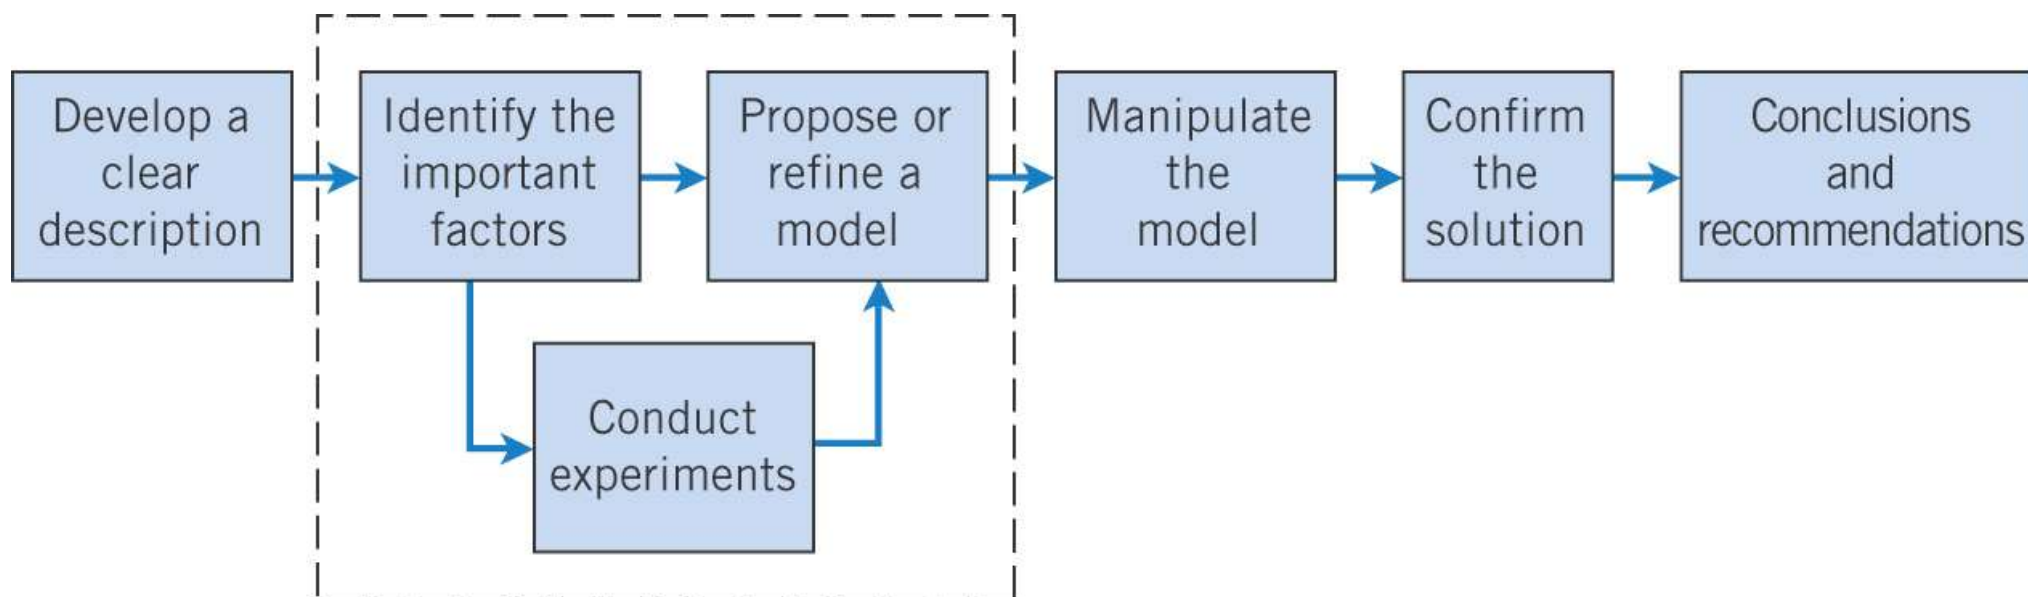 Develop a
clear
description
Identify the
important
factors
Propose or
refine a
model
Manipulate
the
model
Confirm
the
solution
Conclusions
and
recommendations
Conduct
experiments